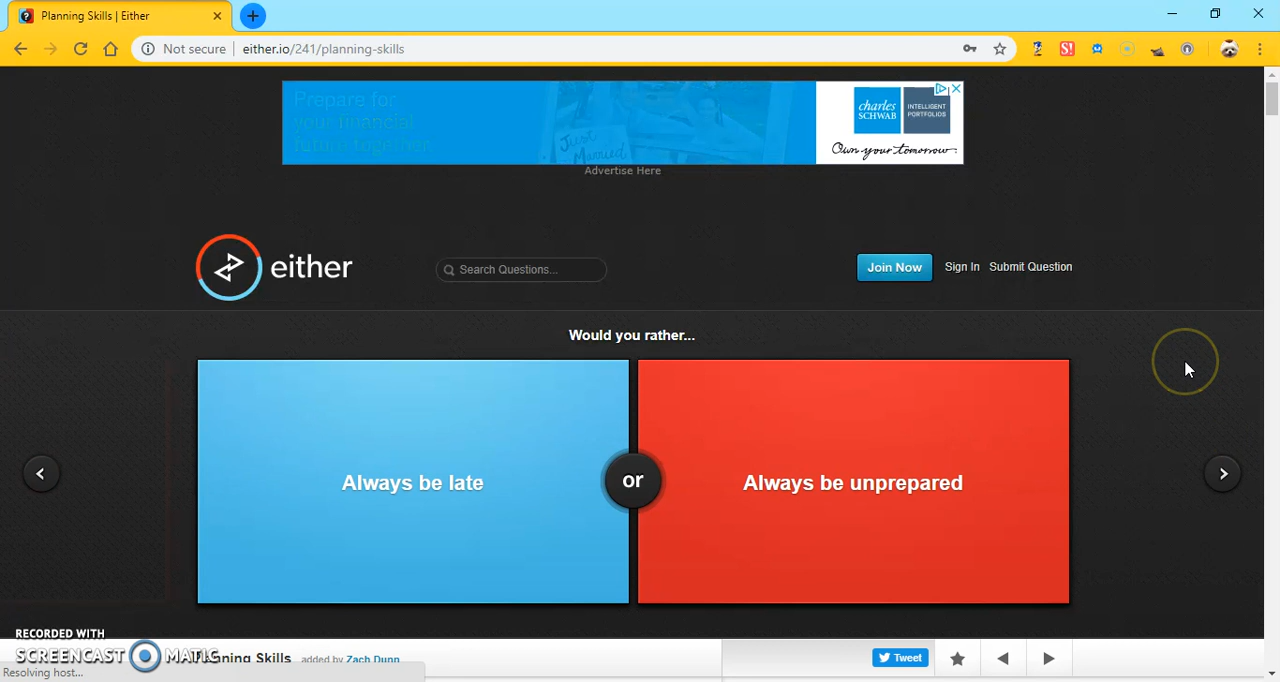 Planning Skills | Either
Not secure
either.io/241/planning-skills
Prepare for
your financial
future together.
Just
Married
charles
SCHWAB
INTELLIGENT
PORTFOLIOS
Own your tomorrow.
Advertise Here
either
Search Questions...
Join Now
Sign In
Submit Question
Would you rather...
Always be late
or
Always be unprepared
RECORDED WITH
SCREENCAST MATIC
Planning Skills added by Zach Dunn
Tweet
Resolving host...